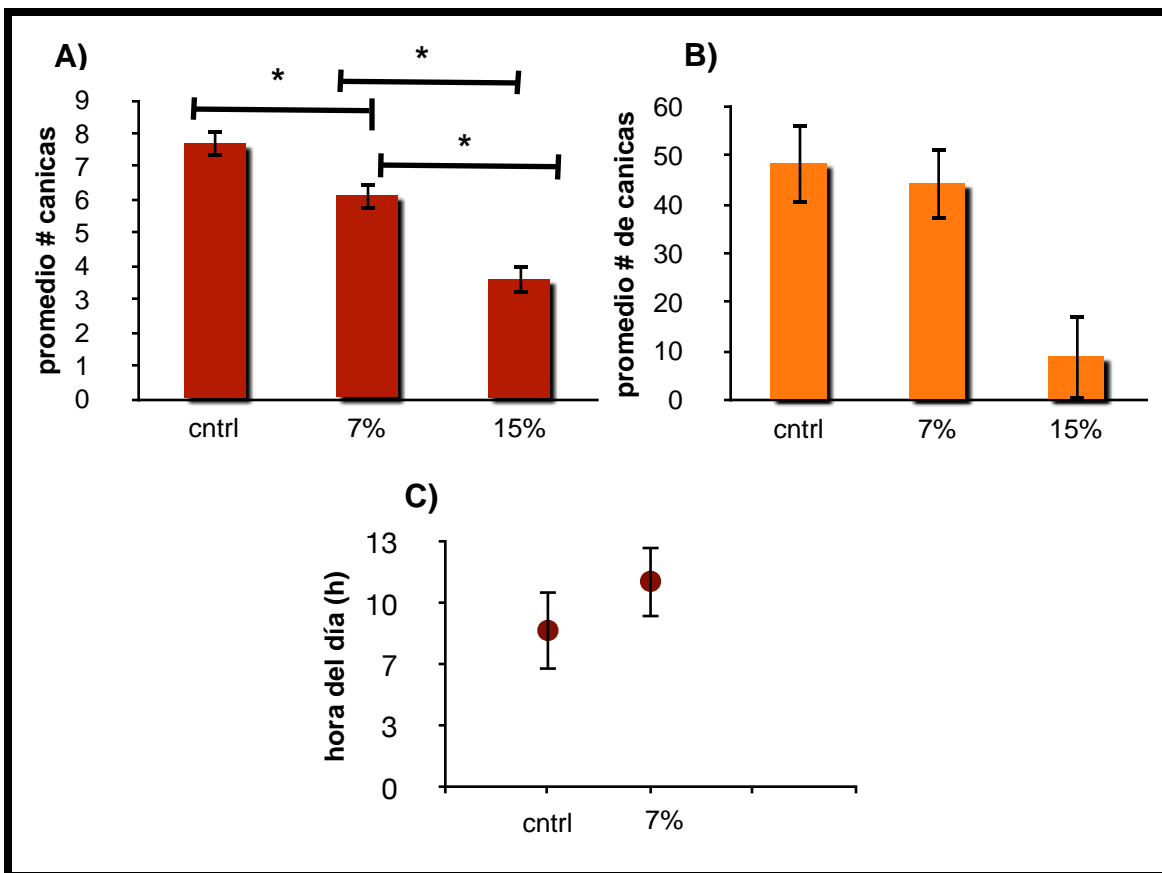 A)
*
*
*
promedio # canicas
9
8
7
6
5
4
3
2
1
0
cntrl 7% 15%
B)
promedio # de canicas
60
50
40
30
20
10
0
cntrl 7% 15%
C)
hora del día (h)
13
10
7
3
0
cntrl 7%